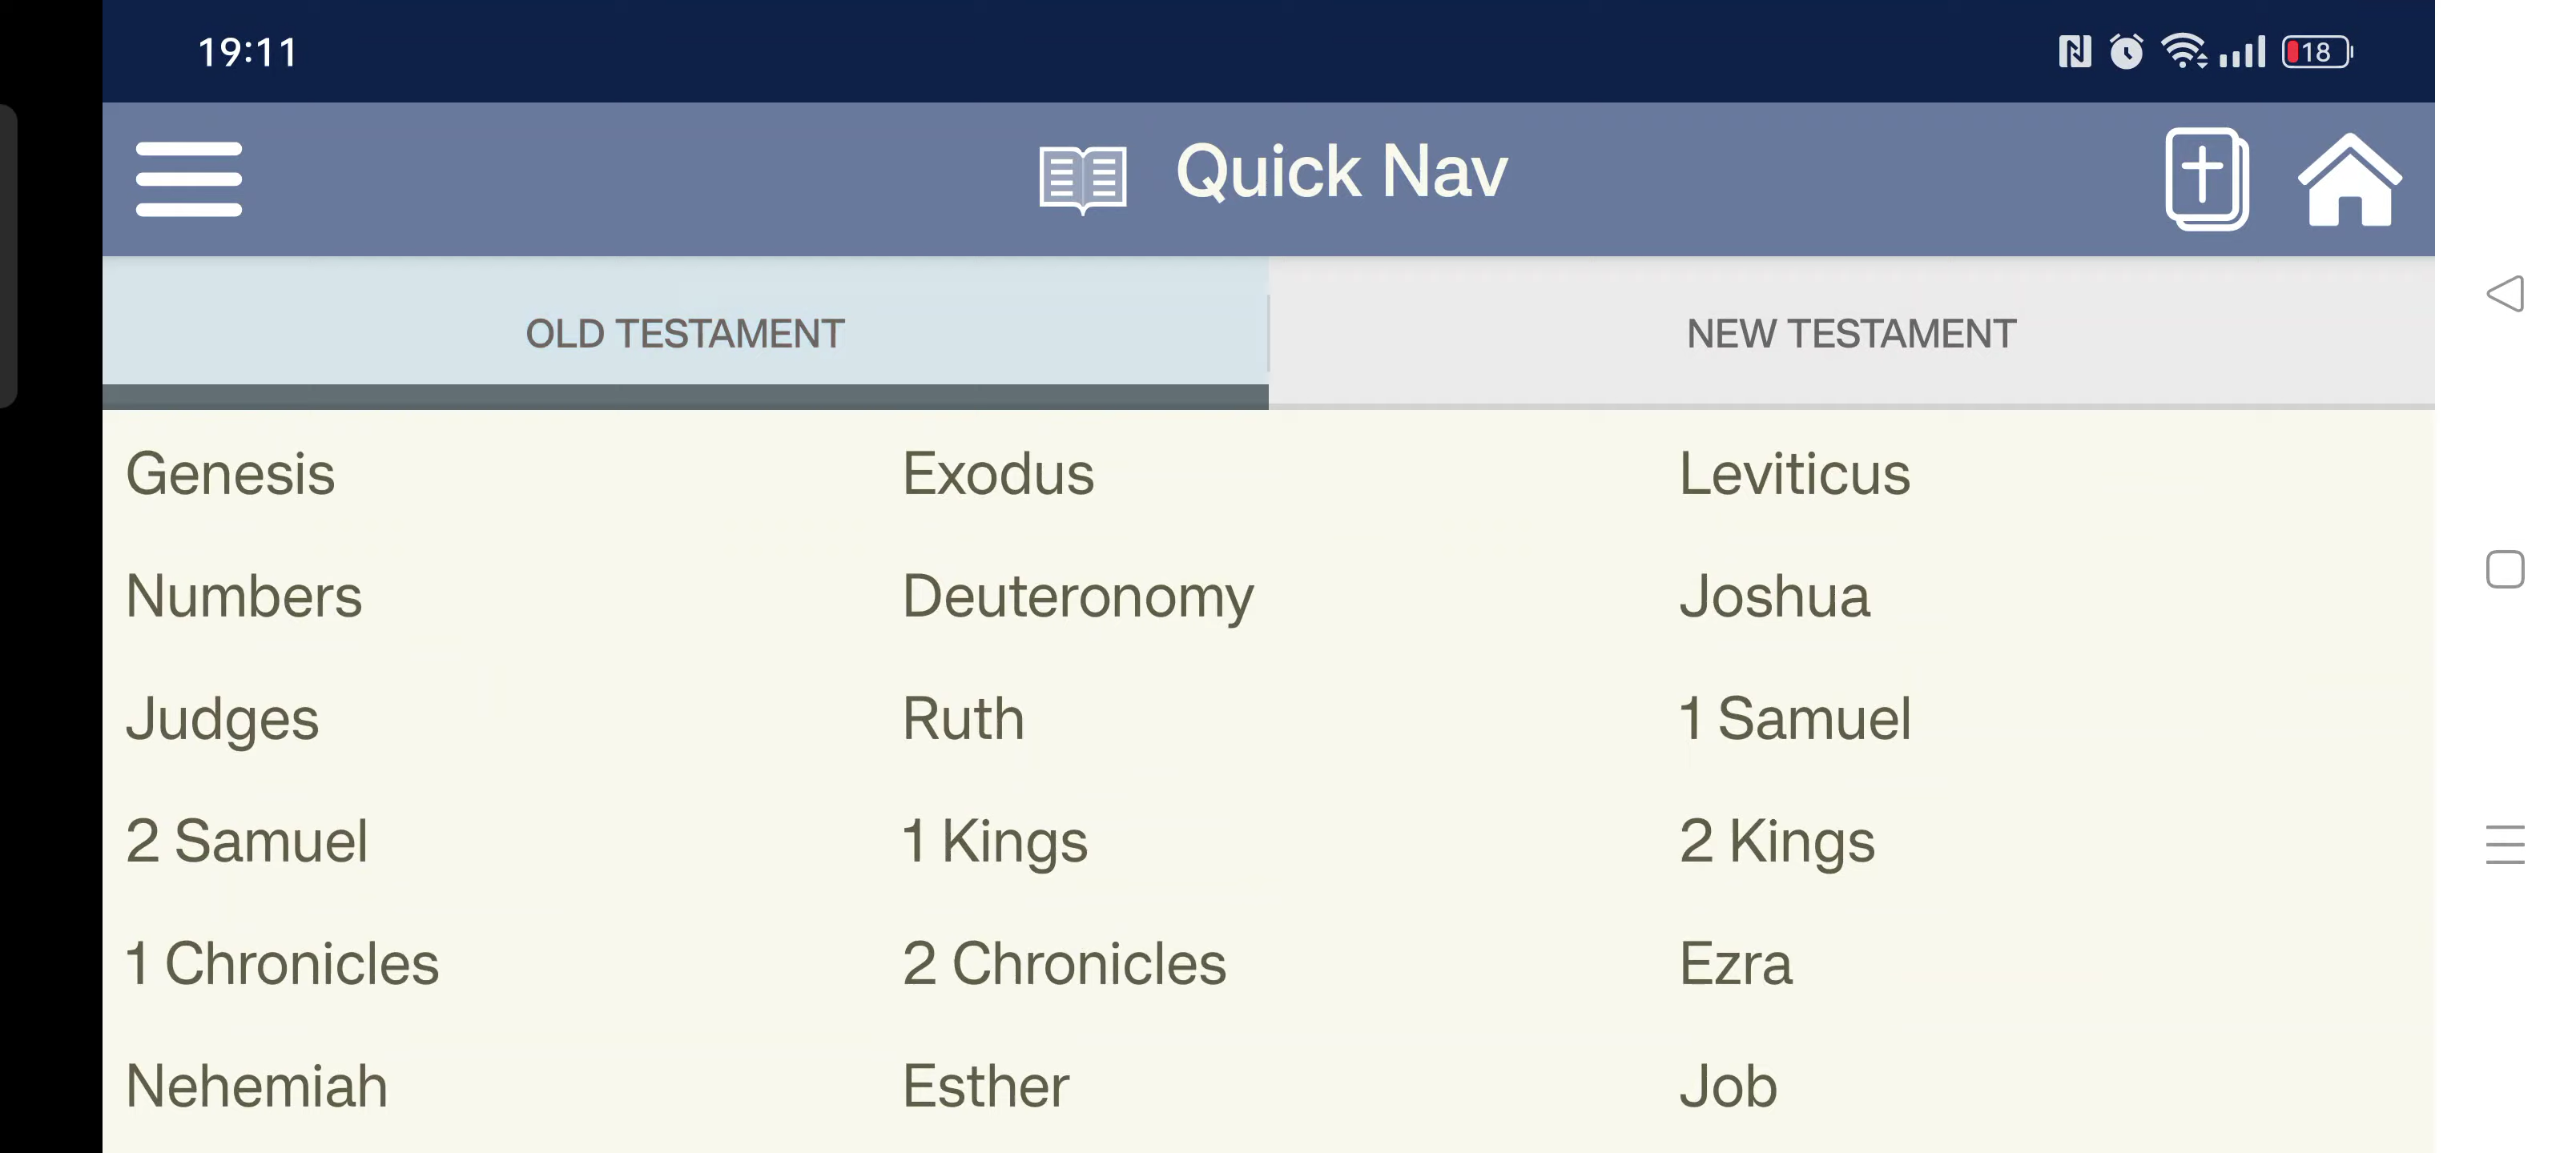 19:11
18
Quick Nav
OLD TESTAMENT NEW TESTAMENT
Genesis Exodus Leviticus
Numbers Deuteronomy Joshua
Judges Ruth 1 Samuel
2 Samuel 1 Kings 2 Kings
1 Chronicles 2 Chronicles Ezra
Nehemiah Esther Job